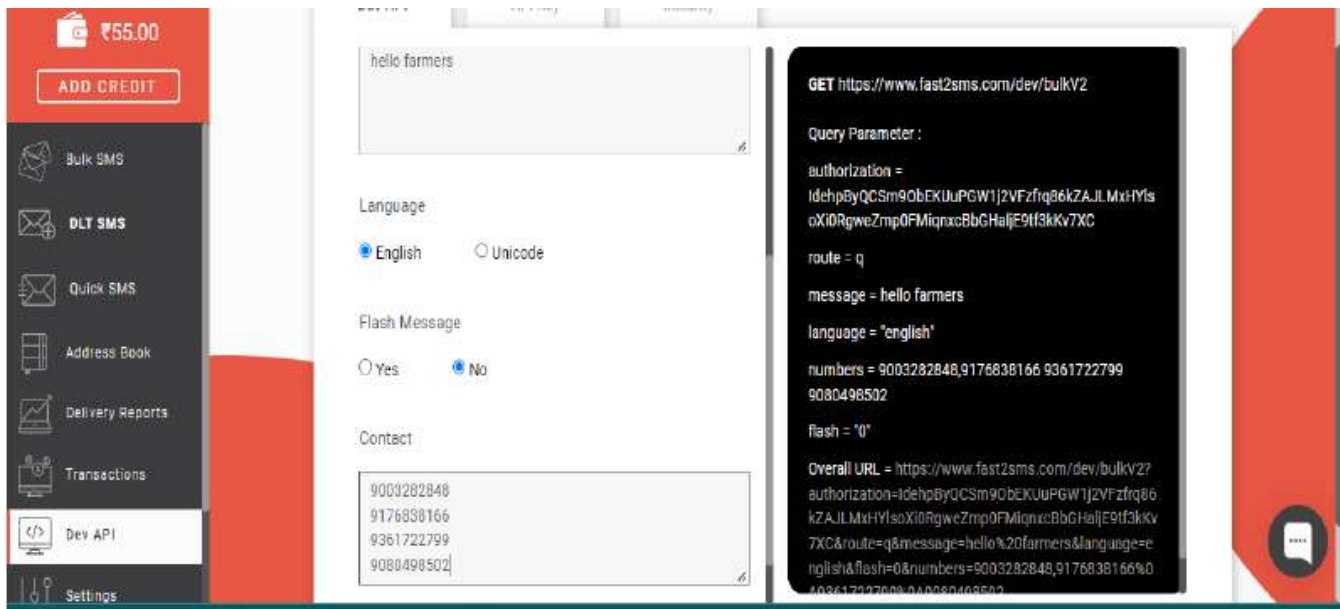 ₹55.00
ADD CREDIT
Bulk SMS
DLT SMS
Quick SMS
Address Book
Delivery Reports
Transactions
Dev API
Settings
hello farmers
Language
English
Unicode
Flash Message
Yes
No
Contact
9003282848
9176838166
9361722799
9080498502
GET https://www.fast2sms.com/dev/bulkV2
Query Parameter :
authorization =
IdehpByQCSm9ObEKUuPGW1j2VFzfrq86kZAJLMxHYls
oXi0RgweZmp0FMiqnxcBbGHaljE9tf3kKv7XC
route = q
message = hello farmers
language = "english"
numbers = 9003282848,9176838166 9361722799
9080498502
flash = "0"
Overall URL = https://www.fast2sms.com/dev/bulkV2?
authorization=IdehpByQCSm9ObEKUuPGW1j2VFzfrq86
kZAJLMxHYlsoXi0RgweZmp0FMiqnxcBbGHaljE9tf3kKv
7XC&route=q&message=hello%20farmers&language=e
nglish&flash=0&numbers=9003282848,9176838166%0